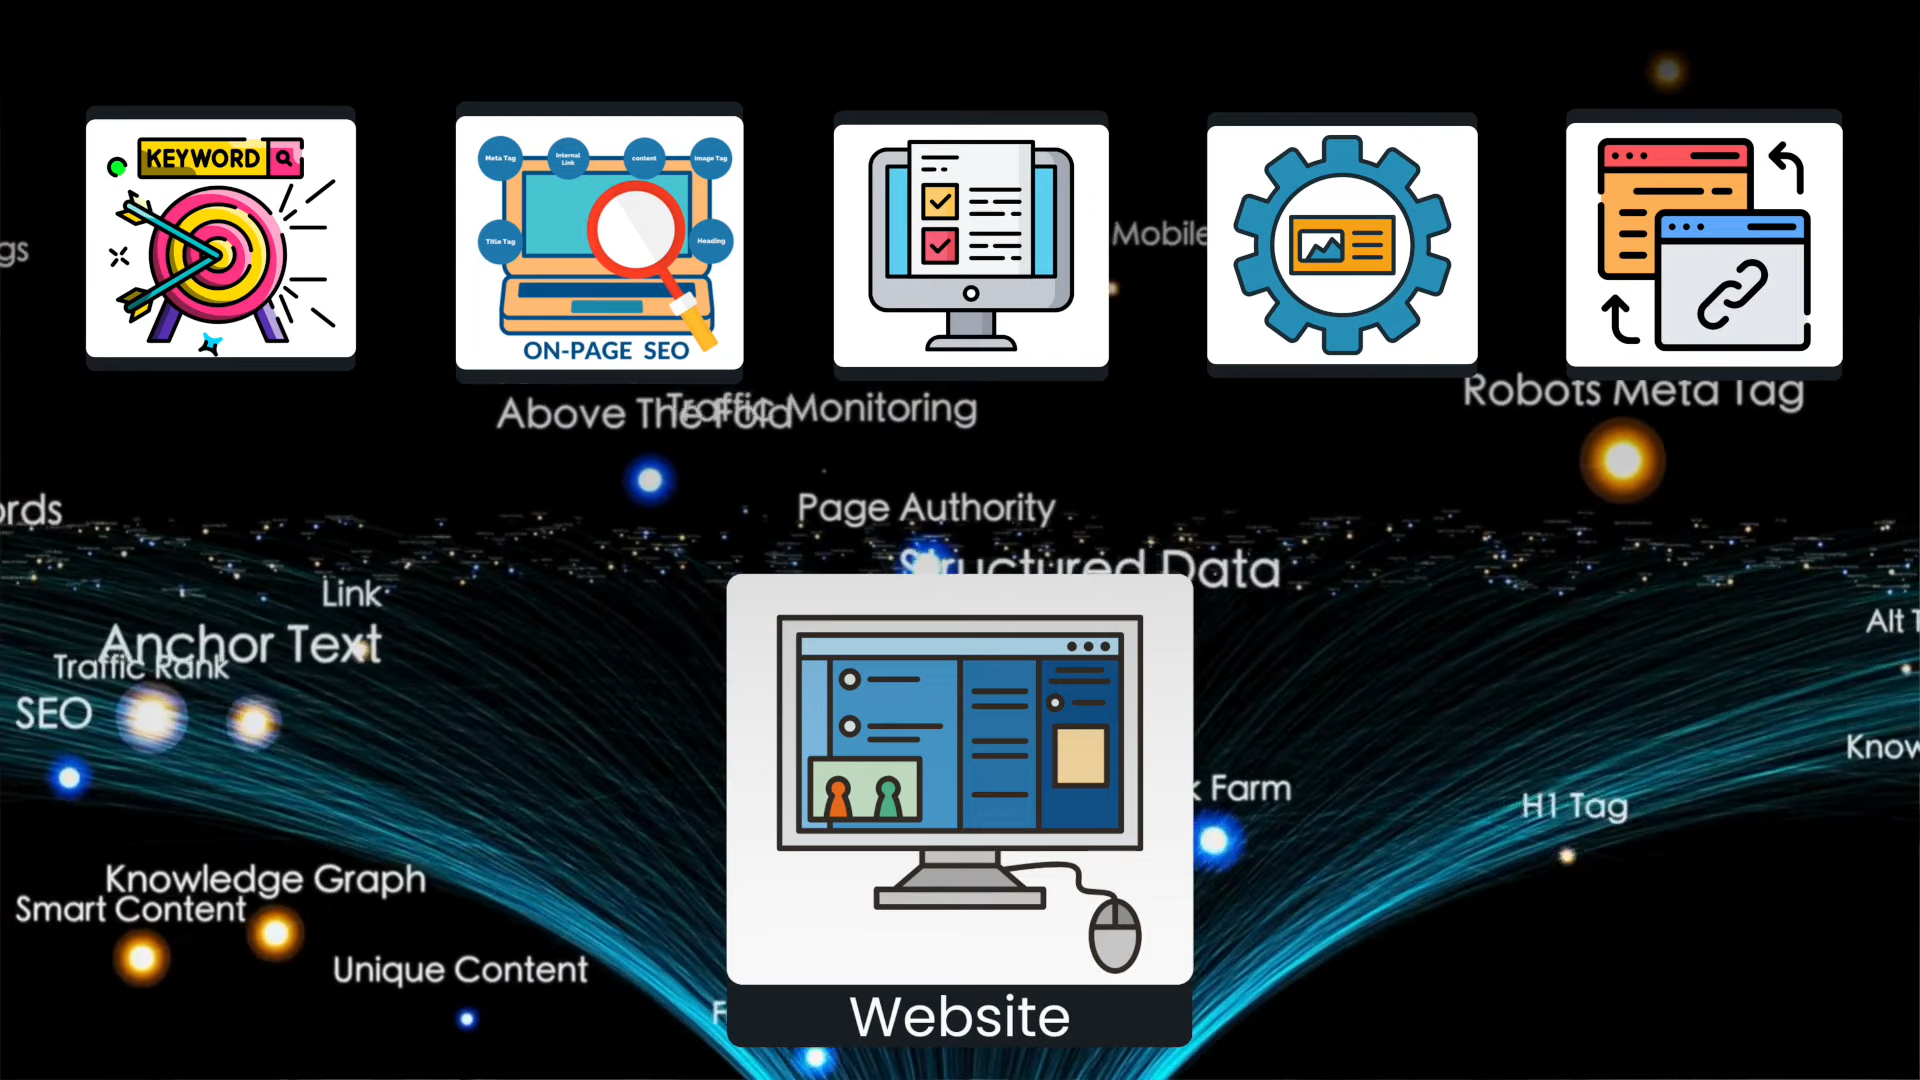 KEYWORD
Meta Tag
Internal
Link
content
Image Tag
Title Tag
Heading
ON-PAGE SEO
Mobile
gs
Above The Fold
Traffic Monitoring
Robots Meta Tag
Page Authority
ords
Structured Data
Link
Anchor Text
Traffic Rank
SEO
Alt T
Know
k Farm
H1 Tag
Knowledge Graph
Smart Content
Unique Content
F
Website